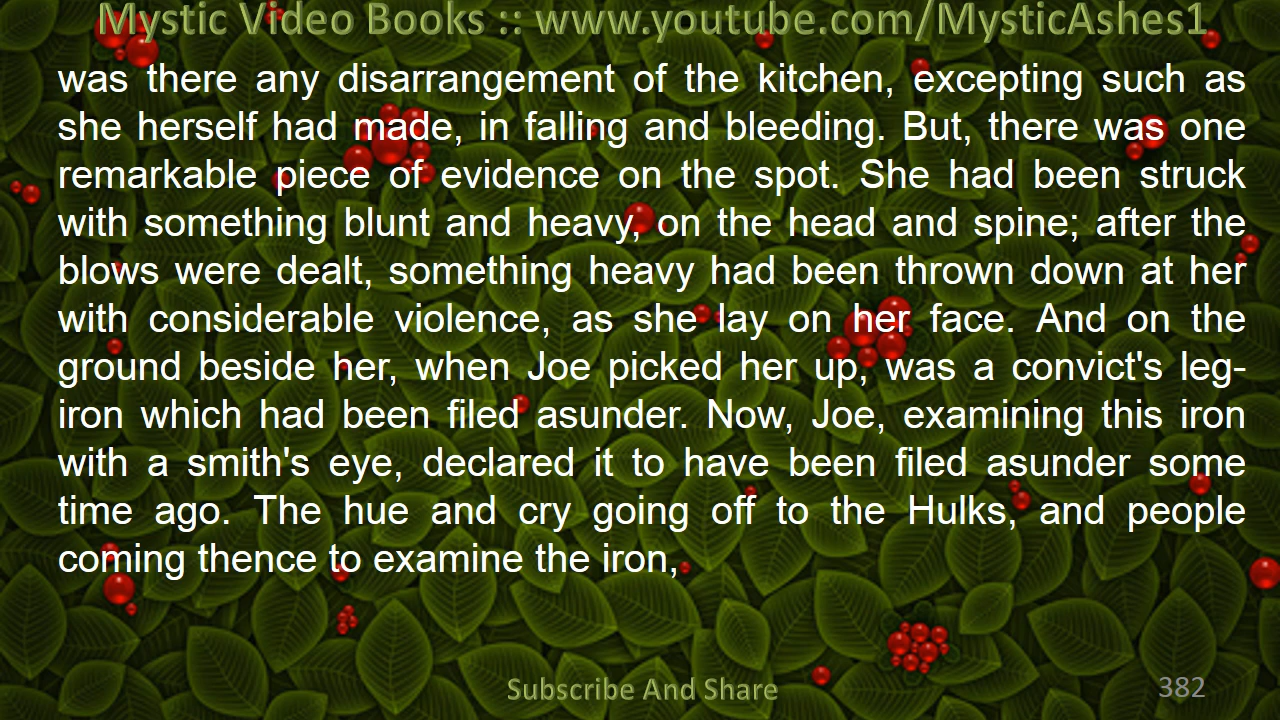 Mystic Video Books :: www.youtube.com/MysticAshes1
was there any disarrangement of the kitchen, excepting such as
she herself had made, in falling and bleeding. But, there was one
remarkable piece of evidence on the spot. She had been struck
with something blunt and heavy, on the head and spine; after the
blows were dealt, something heavy had been thrown down at her
with considerable violence, as she lay on her face. And on the
ground beside her, when Joe picked her up, was a convict's leg-
iron which had been filed asunder. Now, Joe, examining this iron
with a smith's eye, declared it to have been filed asunder some
time ago. The hue and cry going off to the Hulks, and people
coming thence to examine the iron,
Subscribe And Share
382